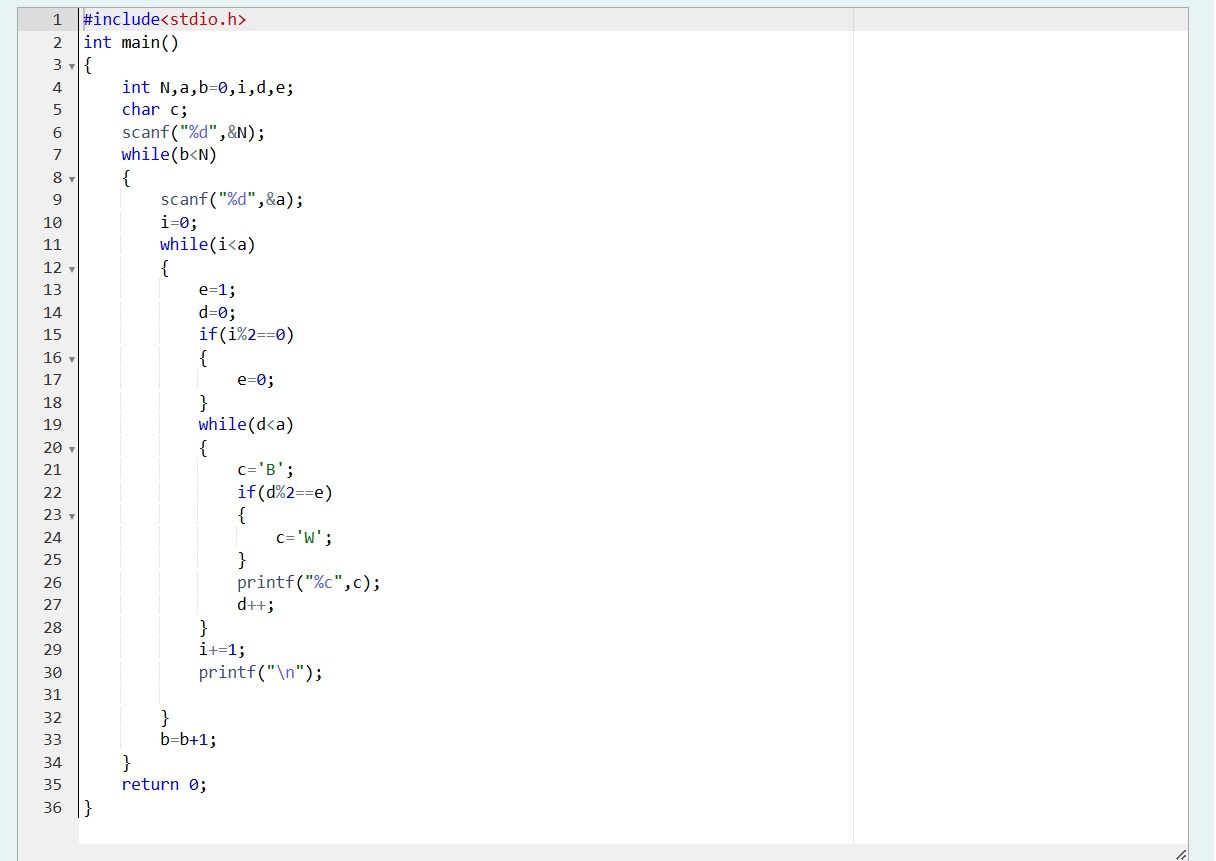 1 #include<stdio.h>
2 int main()
3 {
4     int N,a,b=0,i,d,e;
5     char c;
6     scanf("%d",&N);
7     while(b<N)
8     {
9         scanf("%d",&a);
10         i=0;
11         while(i<a)
12         {
13             e=1;
14             d=0;
15             if(i%2==0)
16             {
17                 e=0;
18             }
19             while(d<a)
20             {
21                 c='B';
22                 if(d%2==e)
23                 {
24                     c='W';
25                 }
26                 printf("%c",c);
27                 d++;
28             }
29             i+=1;
30             printf("\n");
31
32         }
33         b=b+1;
34     }
35     return 0;
36 }